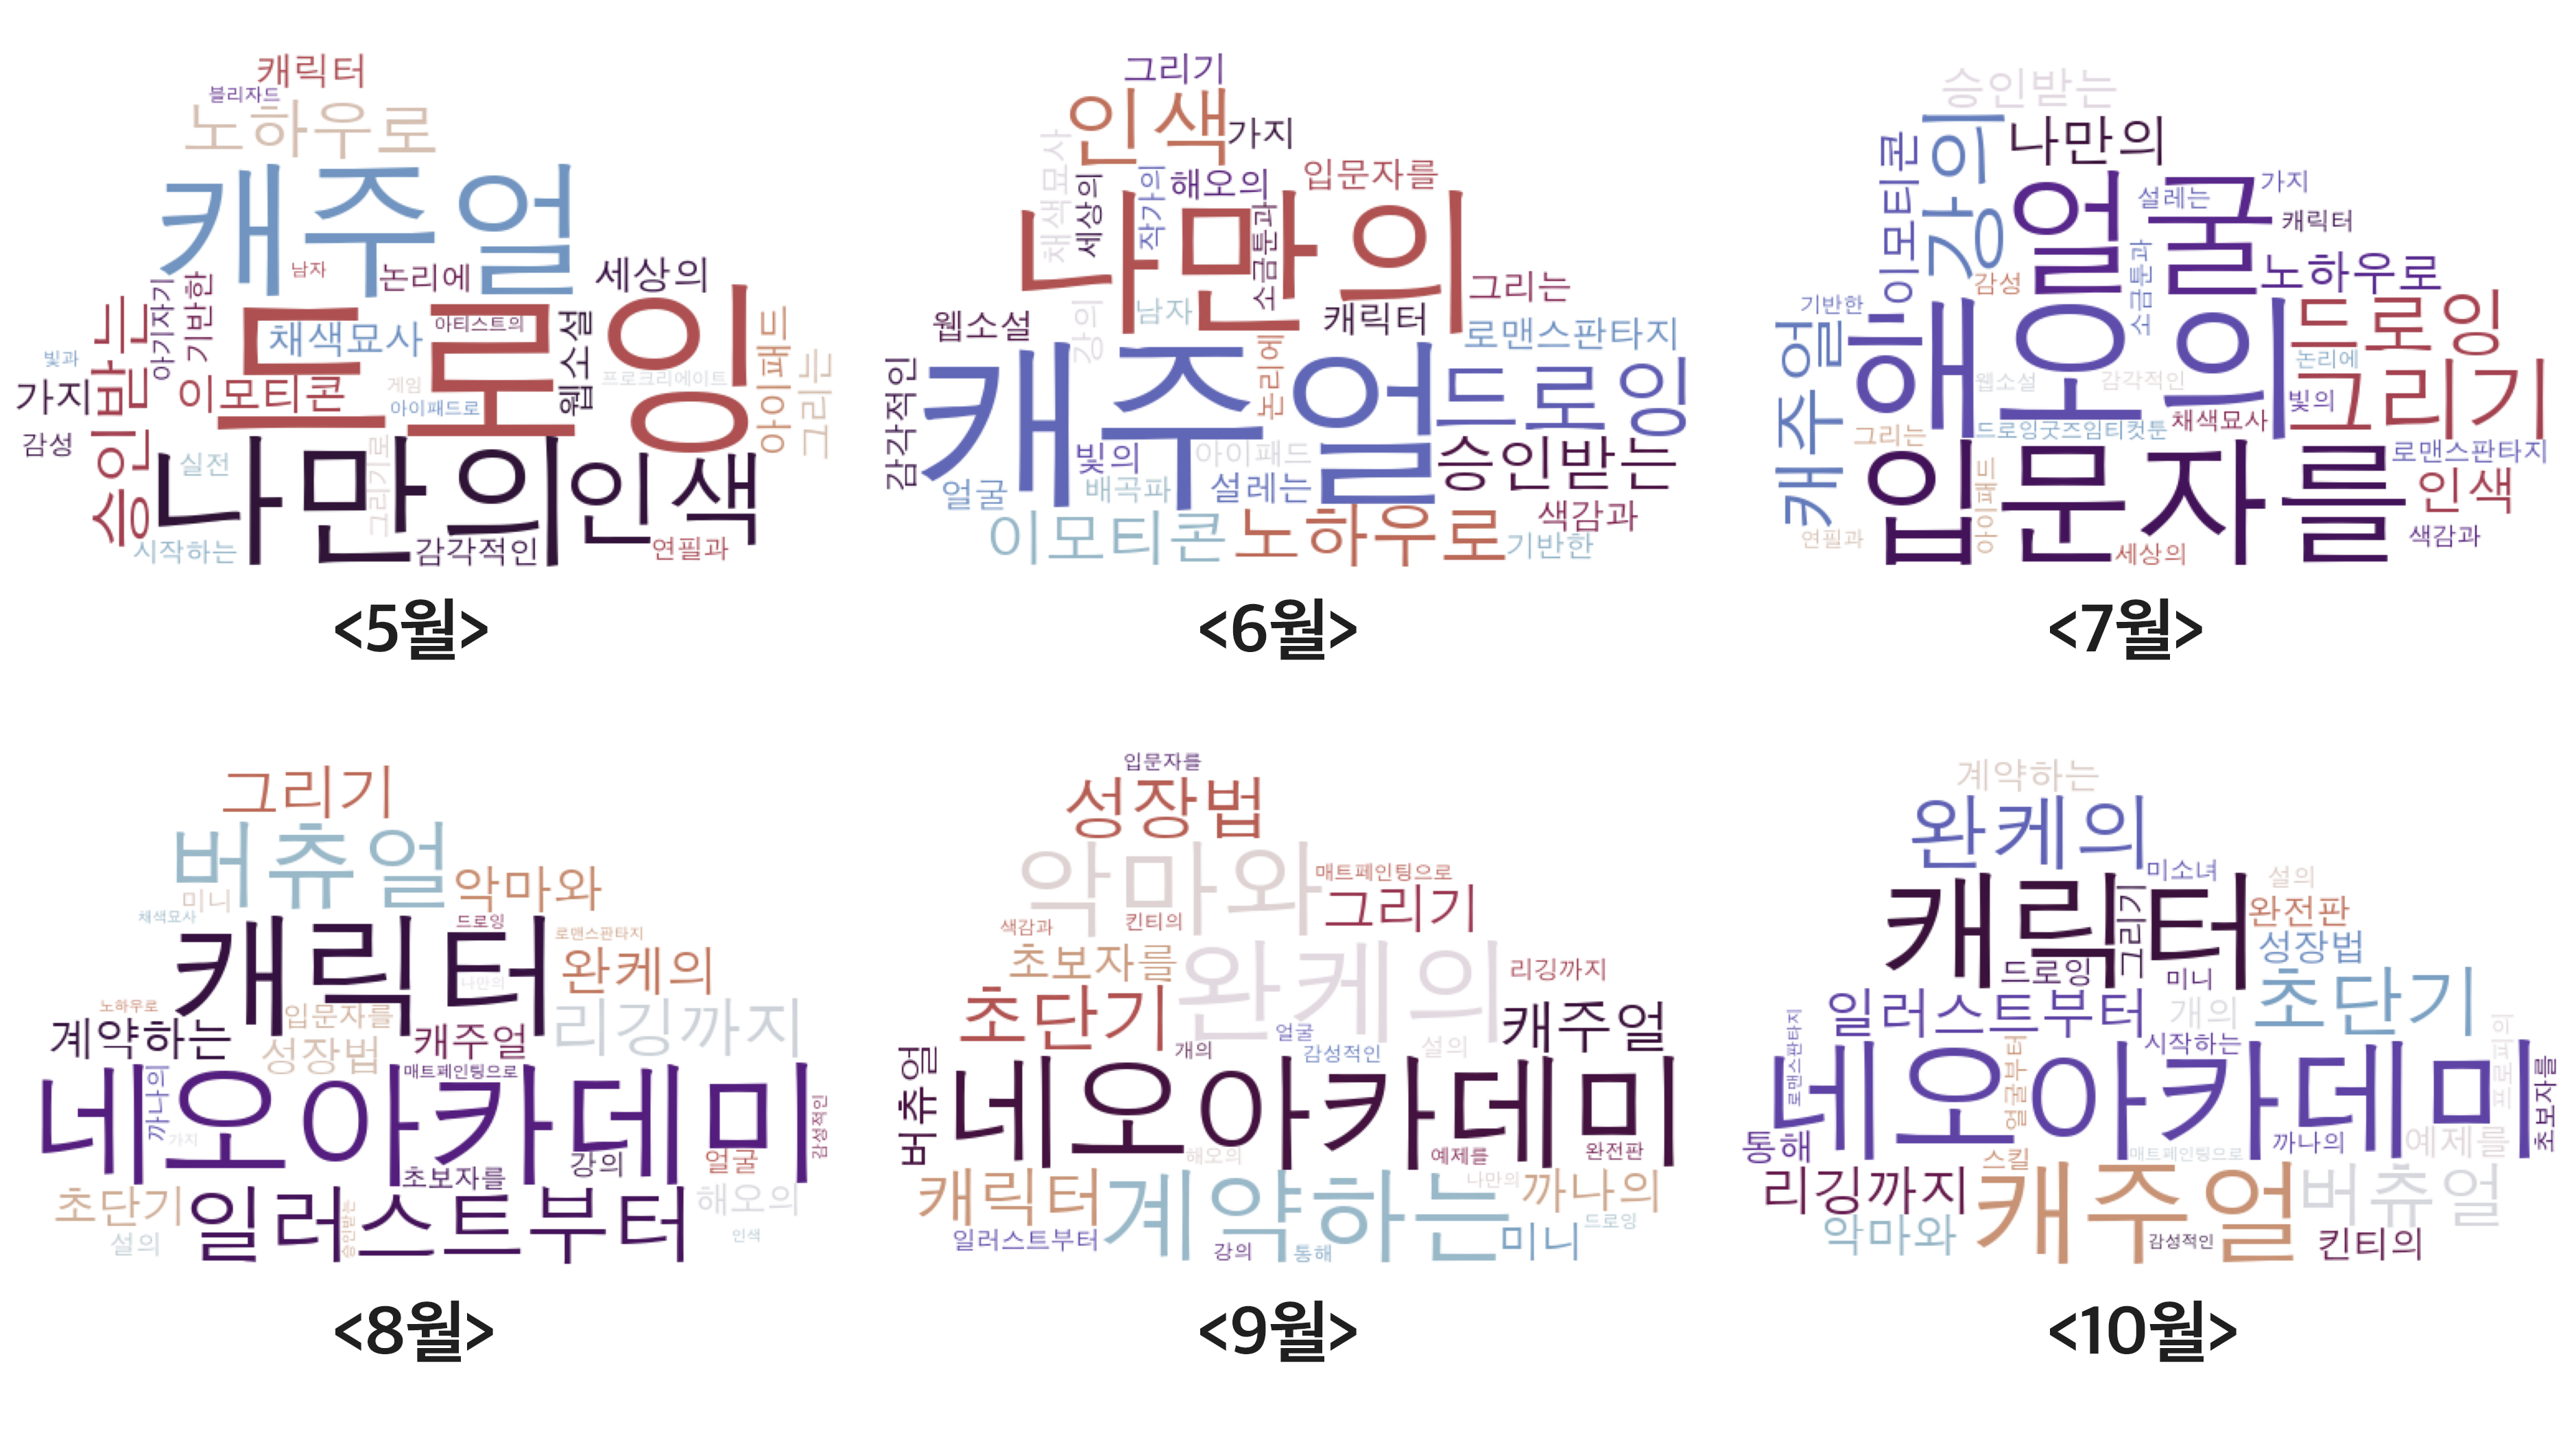 캐릭터
블리자드
노하우로
캐주얼
남자
논리에
세상의
승인받는
아기자기
기반한
드로잉
채색묘사
아티스트의
웹소설
아이패드
그리는
빛과
가지
이모티콘
게임
프로크리에이트
아이패드로
감성
실전
나만의
그리기로
인색
시작하는
감각적인
연필과
<5월>
그리기
인색
가지
채색묘사
세상의
작가의
해오의
소금툰과
입문자를
나만의
그리는
강의
남자
캐릭터
웹소설
로맨스판타지
감각적인
캐주얼
논리에
드로잉
빛의
아이패드
승인받는
얼굴
배곡파
설레는
색감과
이모티콘
노하우로
기반한
<6월>
승인받는
이모티콘
강의
나만의
얼굴
설레는
가지
캐릭터
감성
소금툰과
노하우로
기반한
캐주얼
해오의
드로잉
논리에
웹소설
감각적인
그리기
빛의
그리는
드로잉굿즈임티컷툰
채색묘사
입문자를
로맨스판타지
아이패드
인색
연필과
세상의
색감과
<7월>
그리기
버츄얼
악마와
미니
채색묘사
드로잉
캐릭터
로맨스판타지
완케의
나만의
노하우로
계약하는
입문자를
성장법
캐주얼
리깅까지
매트페인팅으로
네오아카데미
까나의
가지
감성적인
초보자를
강의
얼굴
초단기
일러스트부터
승인받는
해오의
설의
인색
<8월>
입문자를
성장법
악마와
매트페인팅으로
그리기
색감과
킨티의
초보자를
완케의
리깅까지
초단기
얼굴
캐주얼
개의
감성적인
설의
버츄얼
네오아카데미
해오의
예제를
완전판
캐릭터
계약하는
나만의
까나의
일러스트부터
강의
통해
미니
드로잉
<9월>
계약하는
완케의
미소녀
설의
캐릭터
그리기
완전판
성장법
드로잉
미니
일러스트부터
개의
초단기
로맨스판타지
네오아카데미
얼굴부터
시작하는
프로페의
초보자를
통해
매트페인팅으로
까나의
예제를
리깅까지
스킬
캐주얼
버츄얼
악마와
감성적인
킨티의
<10월>